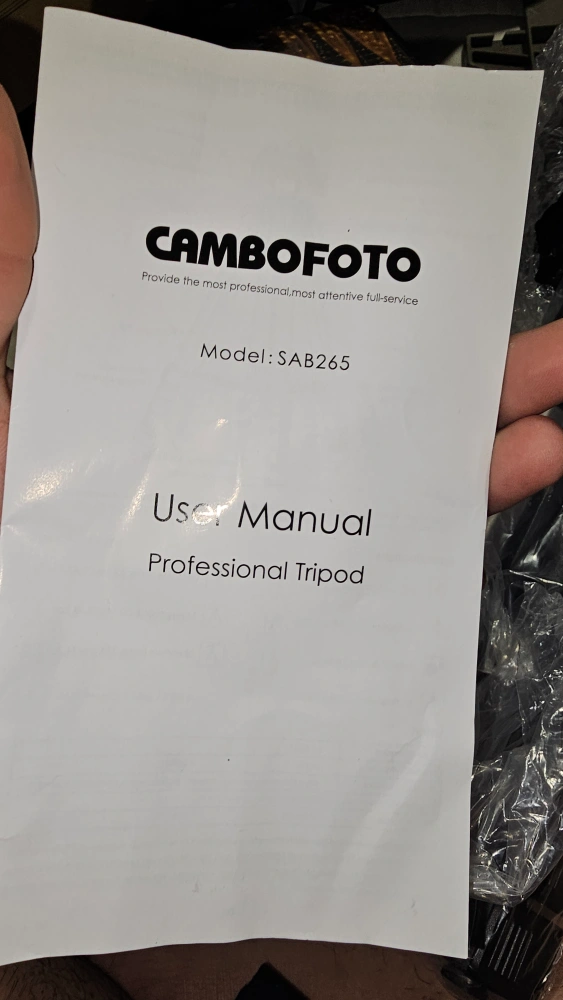 CAMBOFOTO
Provide the most professional,most attentive full-service
Model:SAB265
User Manual
Professional Tripod